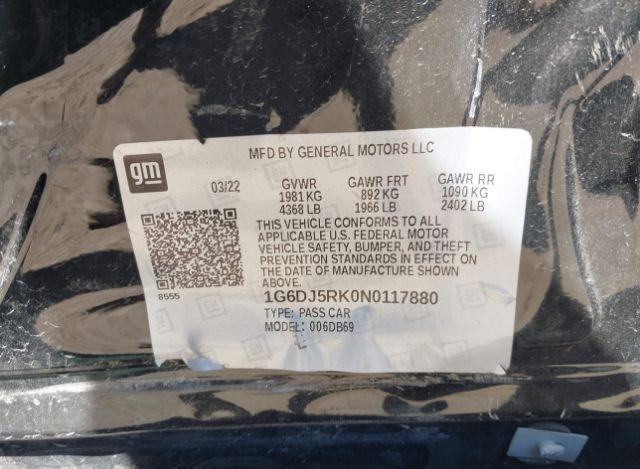 MFD BY GENERAL MOTORS LLC
gm
03/22
GVWR GAWR FRT GAWR RR
1981 KG 892 KG 1090 KG
4368 LB 1966 LB 2402 LB
THIS VEHICLE CONFORMS TO ALL
APPLICABLE U.S. FEDERAL MOTOR
VEHICLE SAFETY, BUMPER, AND THEFT
PREVENTION STANDARDS IN EFFECT ON
THE DATE OF MANUFACTURE SHOWN
ABOVE.
8555
1G6DJ5RK0N0117880
TYPE: PASS CAR
MODEL: 006DB69